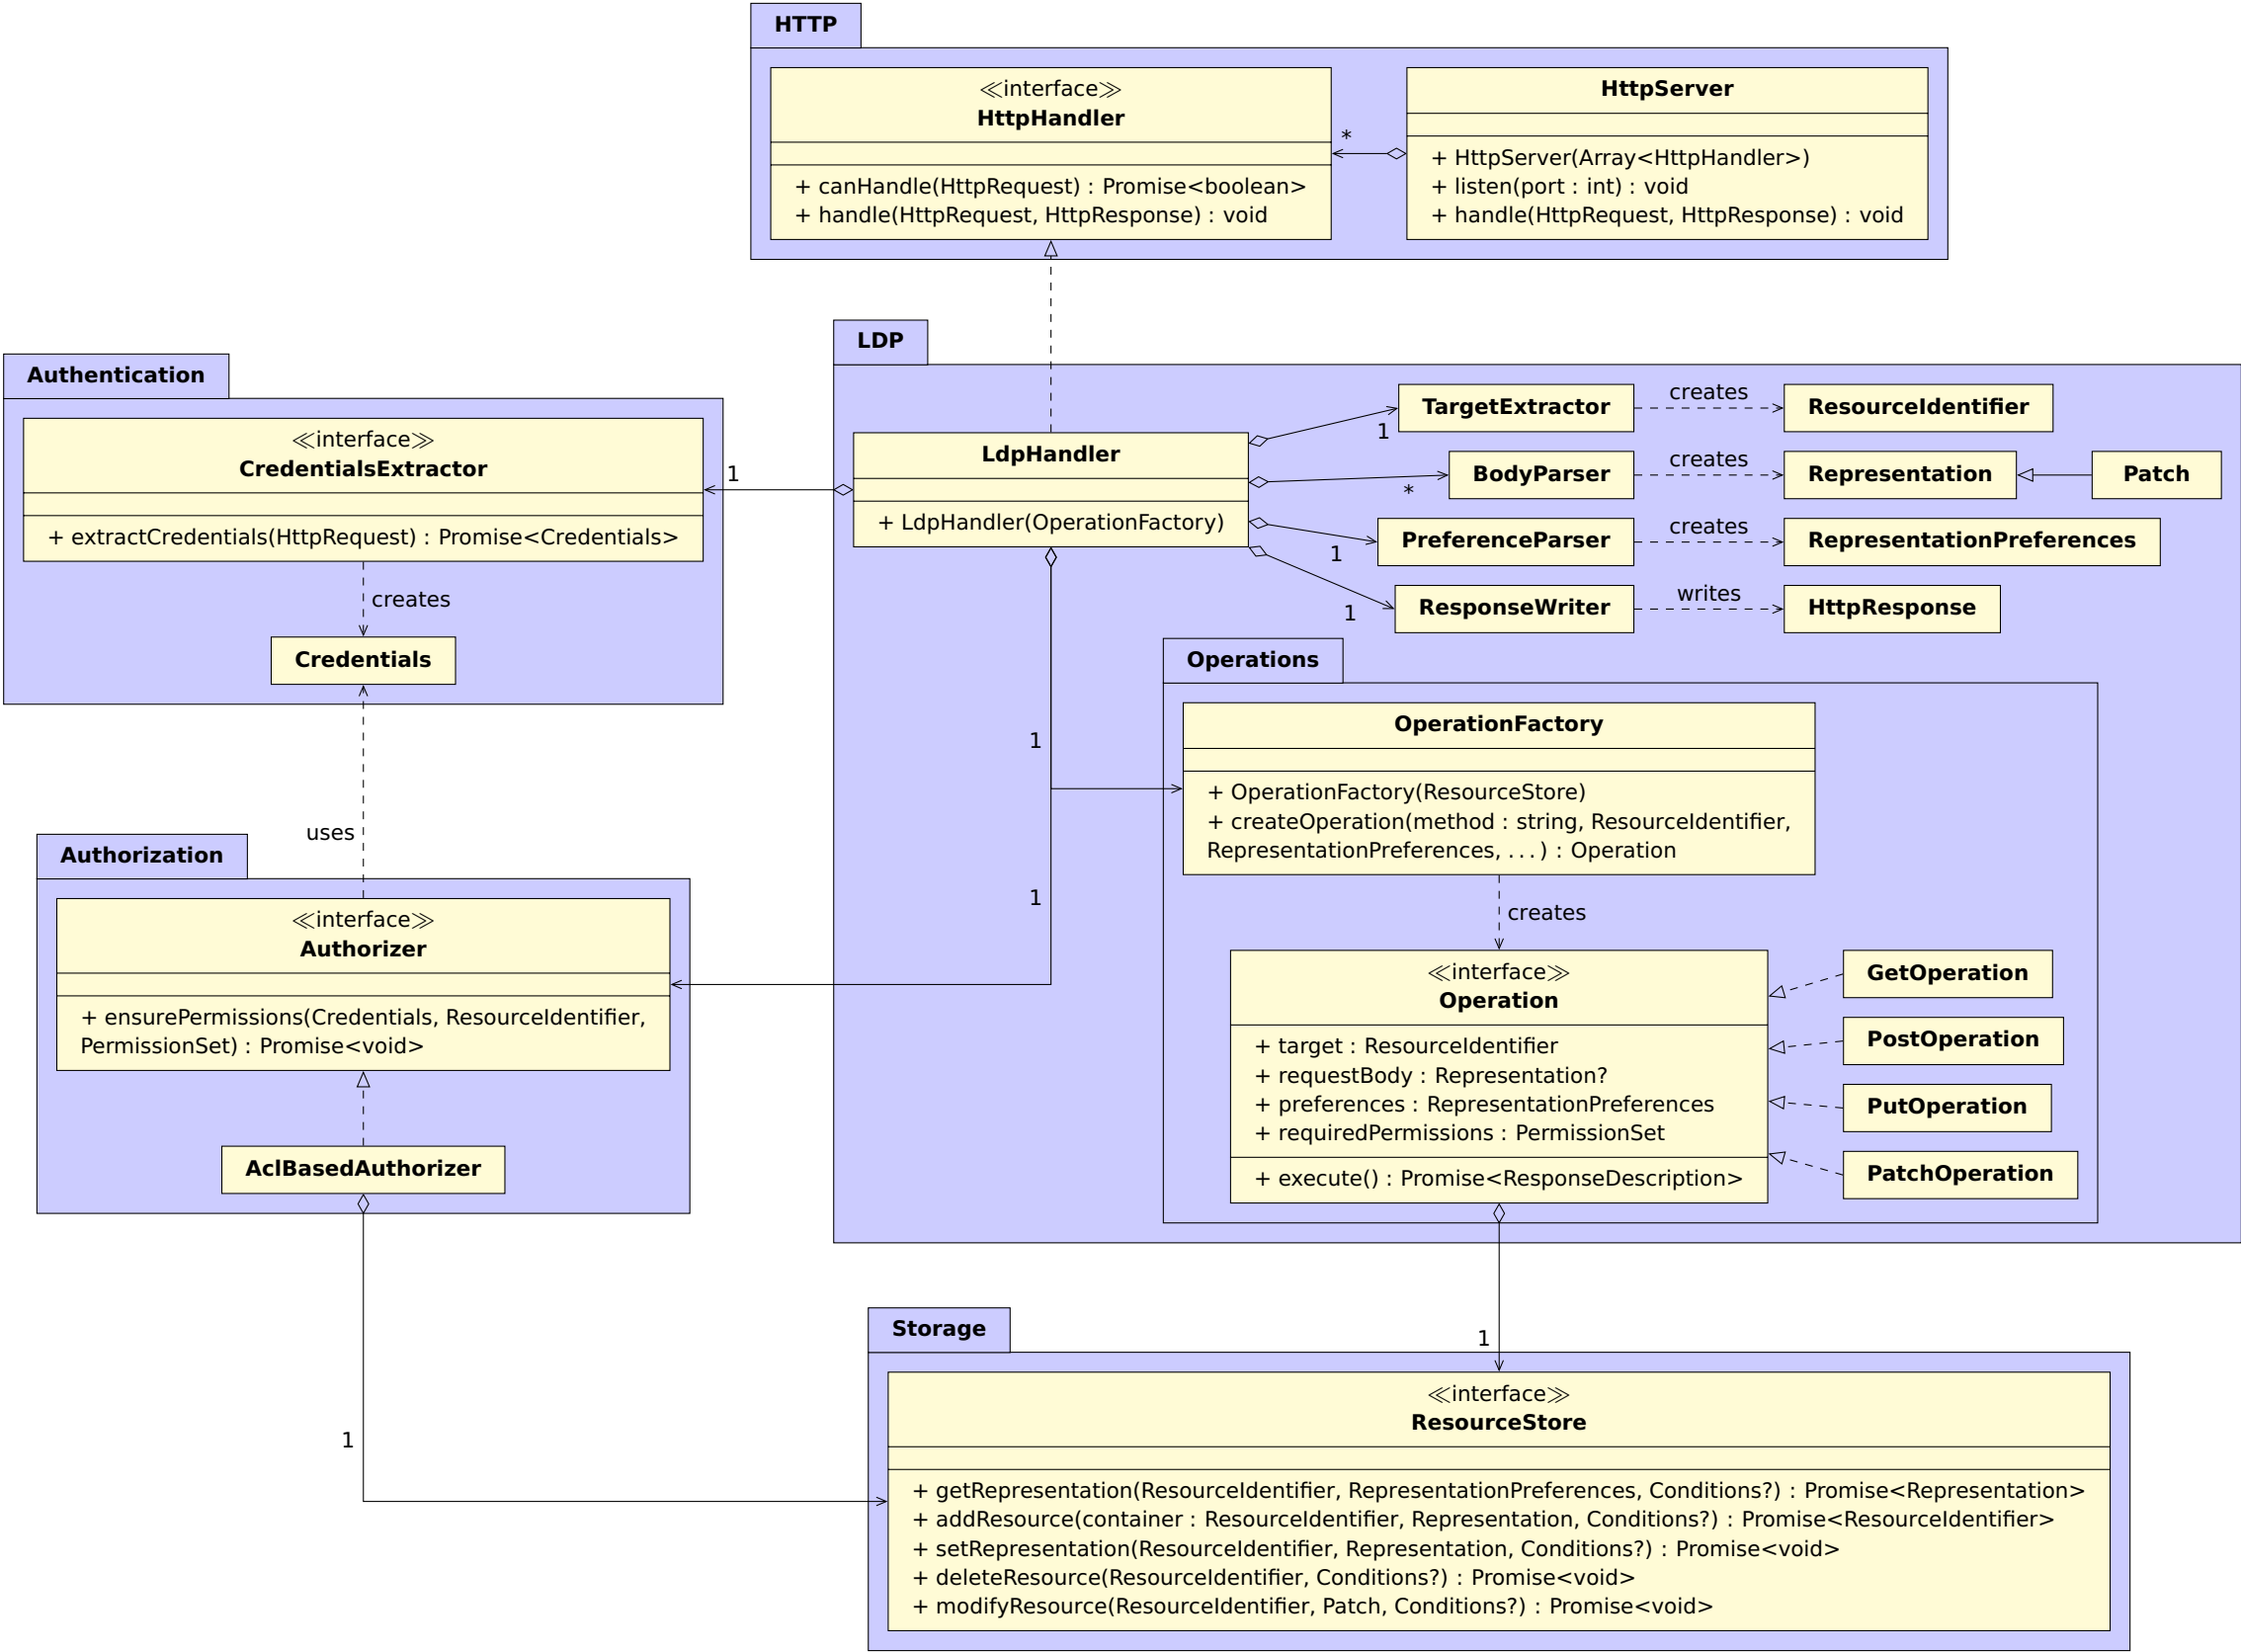 HTTP
≪interface≫
HttpHandler
+ canHandle(HttpRequest) : Promise<boolean>
+ handle(HttpRequest, HttpResponse) : void
*
HttpServer
+ HttpServer(Array<HttpHandler>)
+ listen(port : int) : void
+ handle(HttpRequest, HttpResponse) : void
Authentication
≪interface≫
CredentialsExtractor
+ extractCredentials(HttpRequest) : Promise<Credentials>
creates
Credentials
1
LDP
LdpHandler
+ LdpHandler(OperationFactory)
1
TargetExtractor
creates
ResourceIdentifier
*
BodyParser
creates
Representation
Patch
1
PreferenceParser
creates
RepresentationPreferences
1
ResponseWriter
writes
HttpResponse
Operations
1
OperationFactory
+ OperationFactory(ResourceStore)
+ createOperation(method : string, ResourceIdentifier,
RepresentationPreferences, ...) : Operation
creates
≪interface≫
Operation
+ target : ResourceIdentifier
+ requestBody : Representation?
+ preferences : RepresentationPreferences
+ requiredPermissions : PermissionSet
+ execute() : Promise<ResponseDescription>
GetOperation
PostOperation
PutOperation
PatchOperation
uses
1
Authorization
≪interface≫
Authorizer
+ ensurePermissions(Credentials, ResourceIdentifier,
PermissionSet) : Promise<void>
AclBasedAuthorizer
1
1
Storage
≪interface≫
ResourceStore
+ getRepresentation(ResourceIdentifier, RepresentationPreferences, Conditions?) : Promise<Representation>
+ addResource(container : ResourceIdentifier, Representation, Conditions?) : Promise<ResourceIdentifier>
+ setRepresentation(ResourceIdentifier, Representation, Conditions?) : Promise<void>
+ deleteResource(ResourceIdentifier, Conditions?) : Promise<void>
+ modifyResource(ResourceIdentifier, Patch, Conditions?) : Promise<void>